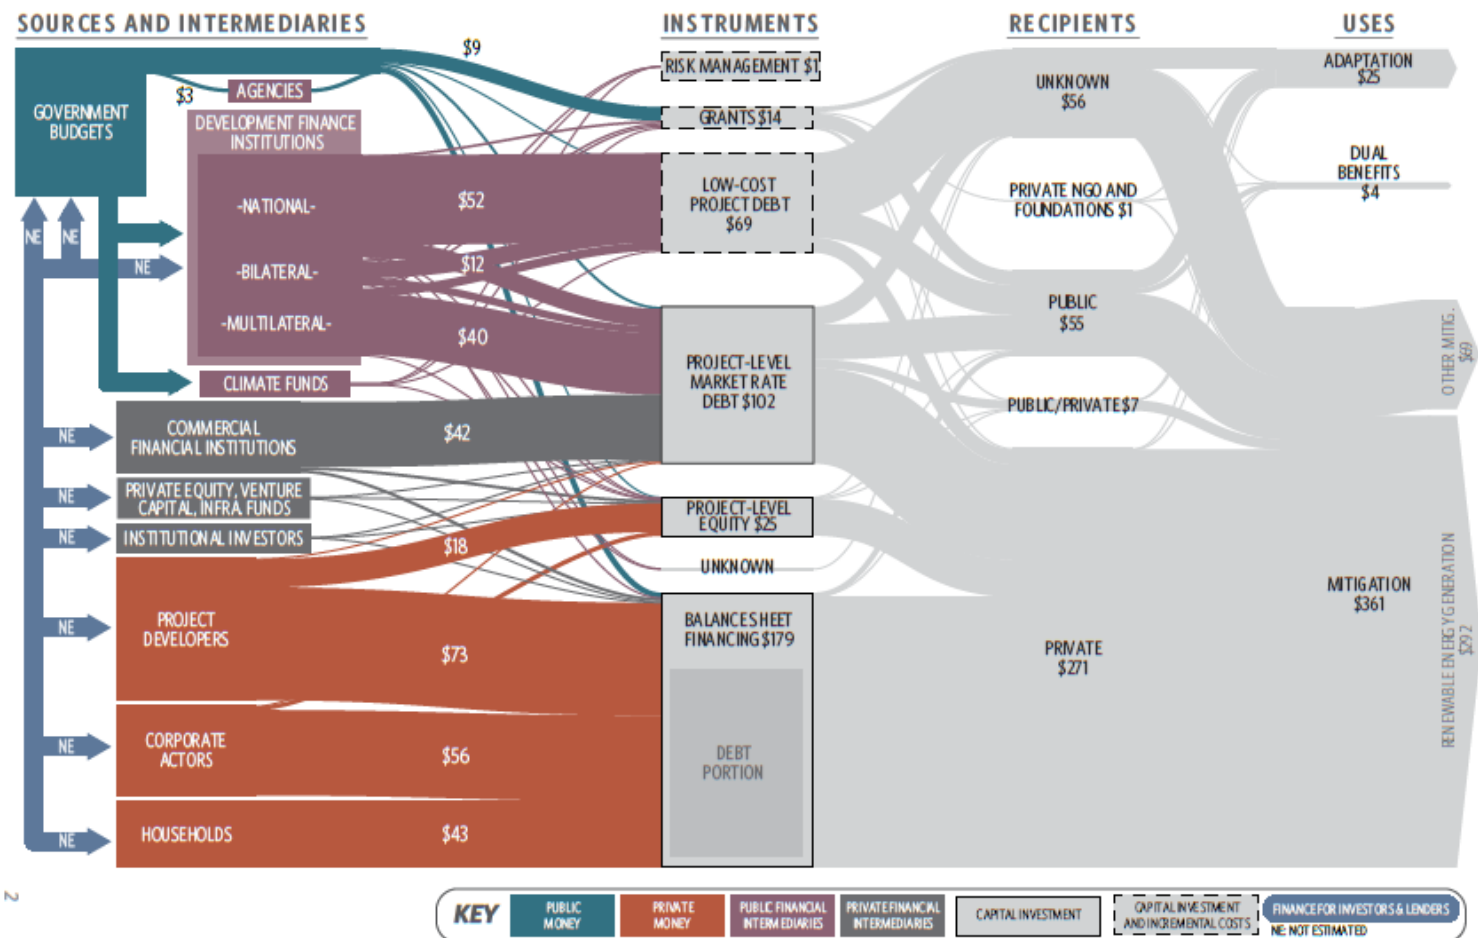 SOURCES AND INTERMEDIARIES
INSTRUMENTS
RECIPIENTS
USES
GOVERNMENT
BUDGETS
$3
$9
AGENCIES
DEVELOPMENT FINANCE
INSTITUTIONS
-NATIONAL-
-BILATERAL-
-MULTILATERAL-
CLIMATE FUNDS
$52
$12
$40
NE
NE
NE
NE
COMMERCIAL
FINANCIAL INSTITUTIONS
$42
NE
PRIVATE EQUITY, VENTURE
CAPITAL, INFRA. FUNDS
NE
INSTITUTIONAL INVESTORS
$18
NE
PROJECT
DEVELOPERS
$73
NE
CORPORATE
ACTORS
$56
NE
HOUSEHOLDS
$43
RISK MANAGEMENT $1
GRANTS $14
LOW-COST
PROJECT DEBT
$69
PROJECT-LEVEL
MARKET RATE
DEBT $102
PROJECT-LEVEL
EQUITY $25
UNKNOWN
BALANCE SHEET
FINANCING $179
DEBT
PORTION
UNKNOWN
$56
PRIVATE NGO AND
FOUNDATIONS $1
PUBLIC
$55
PUBLIC/PRIVATE $7
PRIVATE
$271
ADAPTATION
$25
DUAL
BENEFITS
$4
OTHER MITIG.
$69
MITIGATION
$361
RENEWABLE ENERGY GENERATION
$292
2
KEY
PUBLIC
MONEY
PRIVATE
MONEY
PUBLIC FINANCIAL
INTERMEDIARIES
PRIVATE FINANCIAL
INTERMEDIARIES
CAPITAL INVESTMENT
CAPITAL INVESTMENT
AND INCREMENTAL COSTS
FINANCE FOR INVESTORS & LENDERS
NE: NOT ESTIMATED